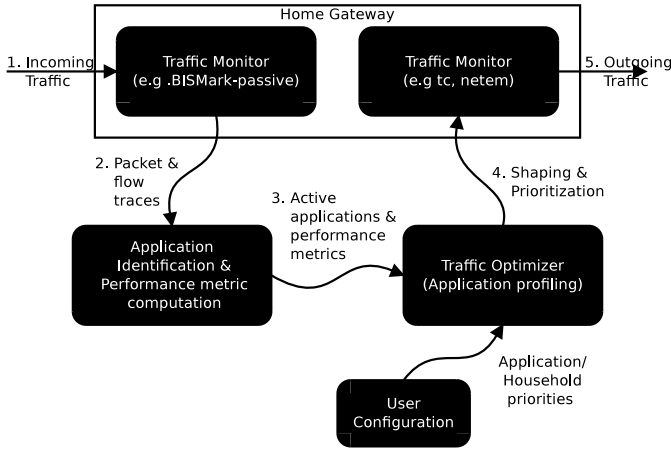 Home Gateway
1. Incoming
Traffic
Traffic Monitor
(e.g .BISMark-passive)
Traffic Monitor
(e.g tc, netem)
5. Outgoing
Traffic
2. Packet &
flow
traces
3. Active
applications &
performance
metrics
4. Shaping &
Prioritization
Application
Identification &
Performance metric
computation
Traffic Optimizer
(Application profiling)
Application/
Household
priorities
User
Configuration